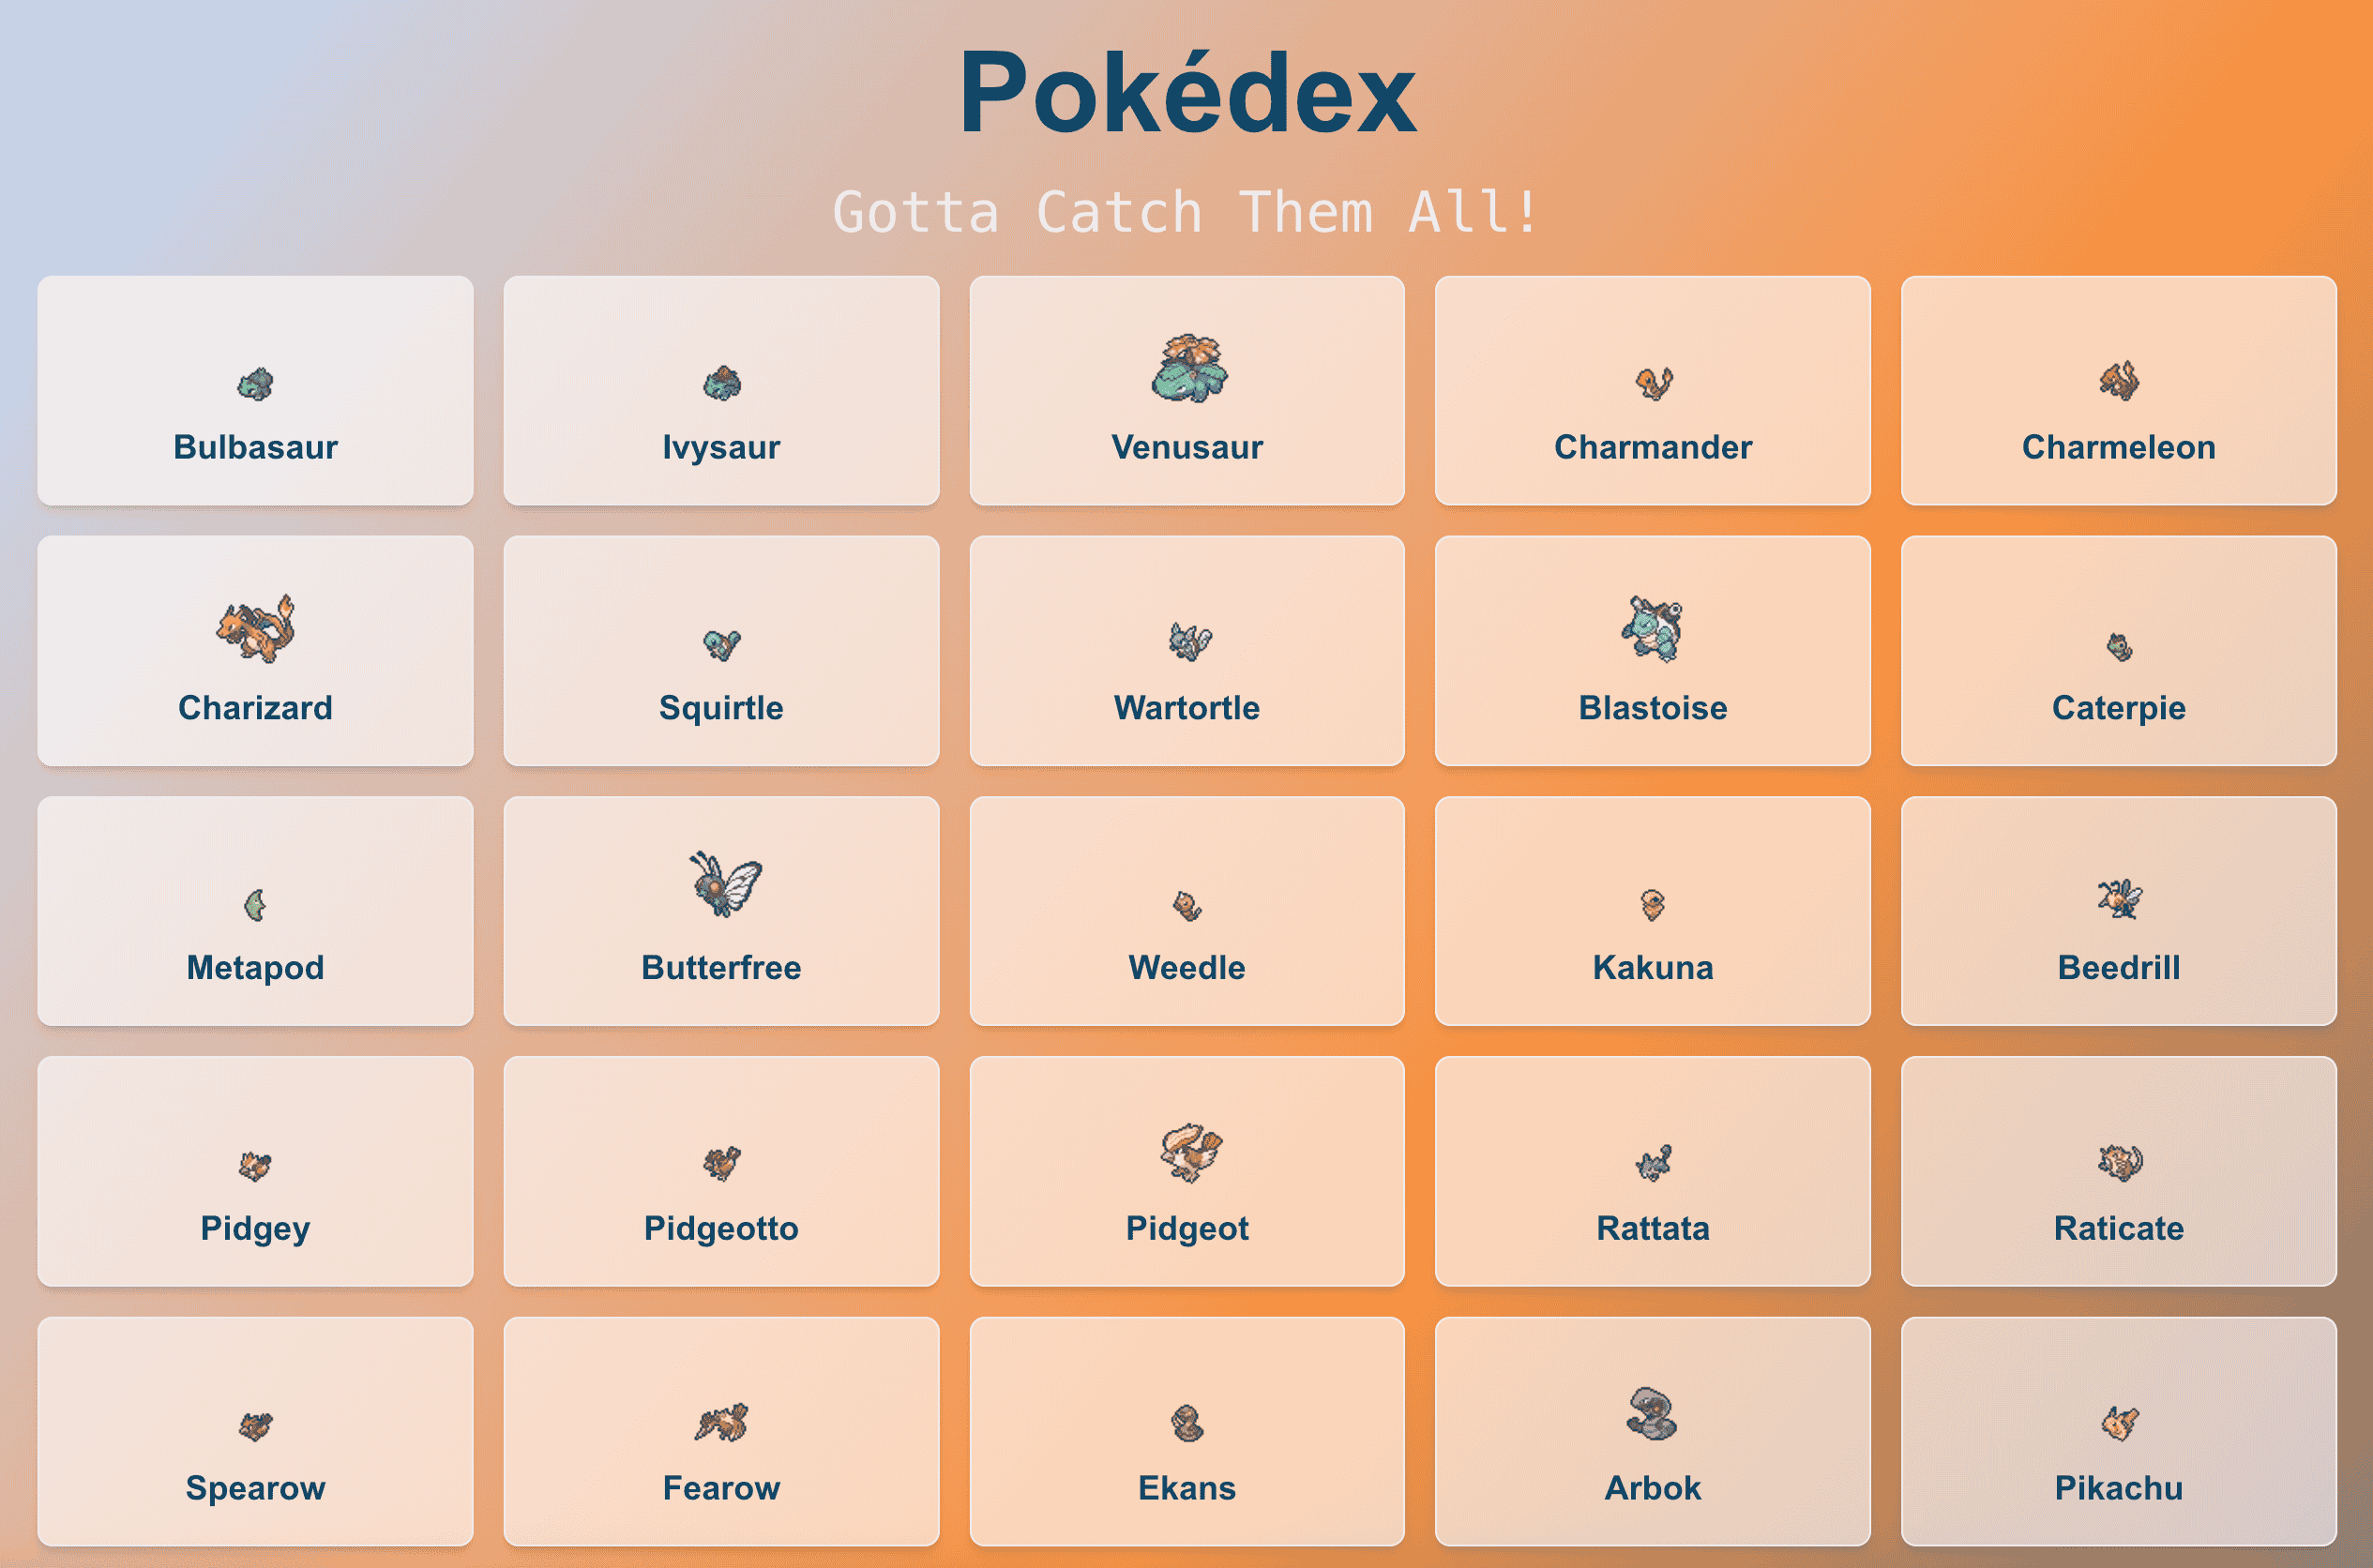 Pokédex
Gotta Catch Them All!
Bulbasaur
Ivysaur
Venusaur
Charmander
Charmeleon
Charizard
Squirtle
Wartortle
Blastoise
Caterpie
Metapod
Butterfree
Weedle
Kakuna
Beedrill
Pidgey
Pidgeotto
Pidgeot
Rattata
Raticate
Spearow
Fearow
Ekans
Arbok
Pikachu